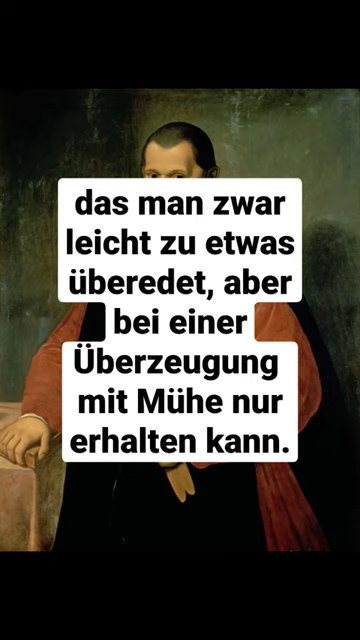 das man zwar
leicht zu etwas
überedet, aber
bei einer
Überzeugung
mit Mühe nur
erhalten kann.